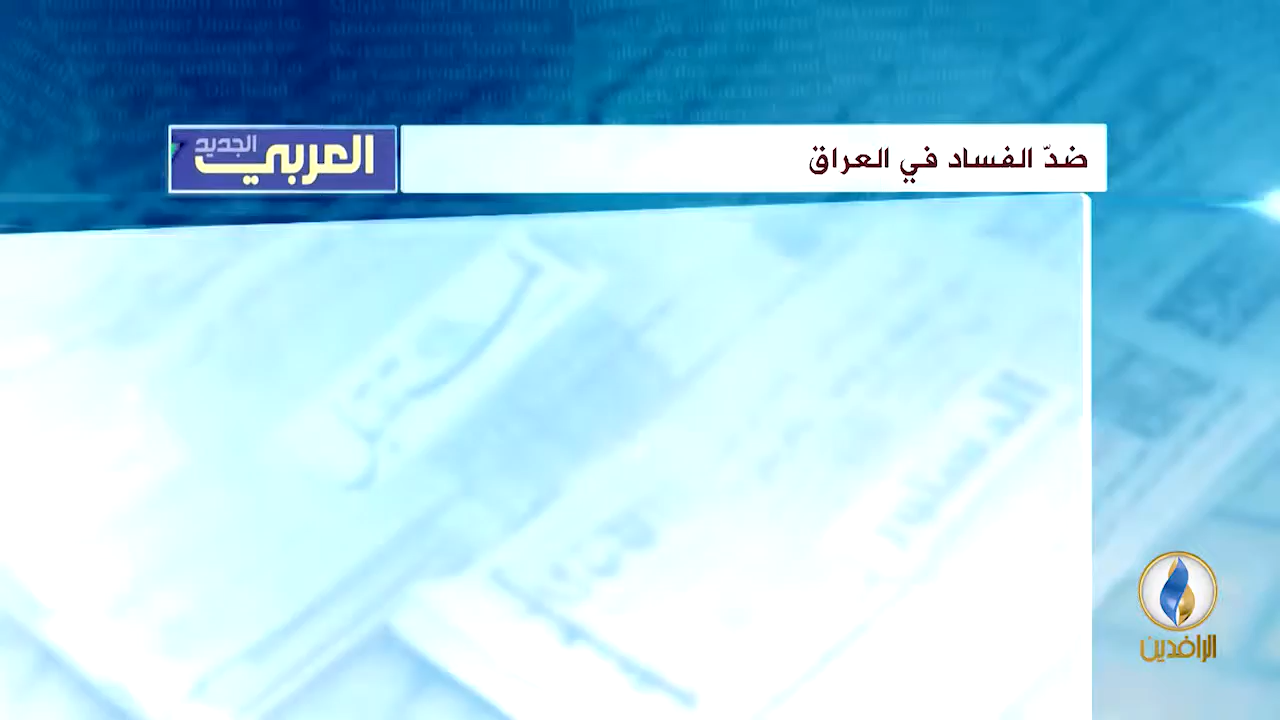 ضدّ الفساد في العراق
العربي الجديد
الرافدين